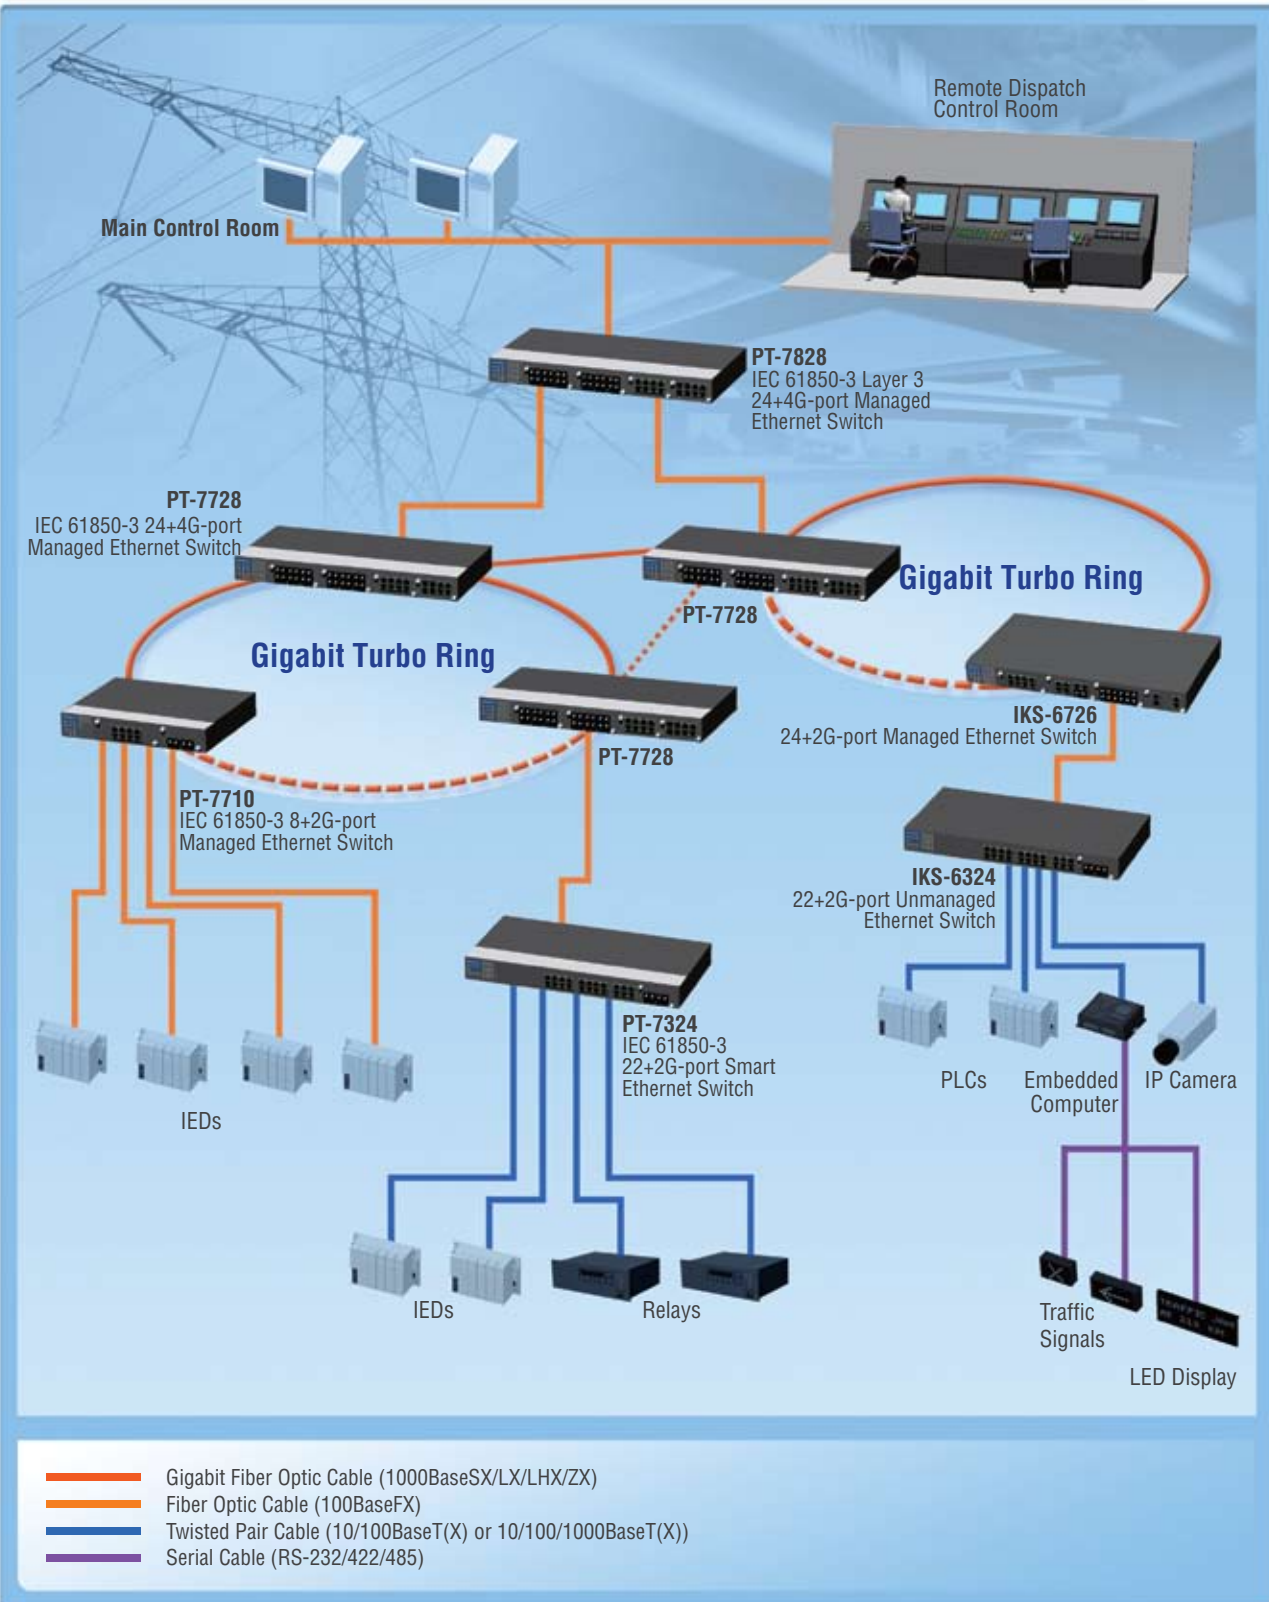 Remote Dispatch
Control Room
Main Control Room
PT-7828
IEC 61850-3 Layer 3
24+4G-port Managed
Ethernet Switch
PT-7728
IEC 61850-3 24+4G-port
Managed Ethernet Switch
PT-7728
Gigabit Turbo Ring
Gigabit Turbo Ring
PT-7728
IKS-6726
24+2G-port Managed Ethernet Switch
PT-7710
IEC 61850-3 8+2G-port
Managed Ethernet Switch
IKS-6324
22+2G-port Unmanaged
Ethernet Switch
PT-7324
IEC 61850-3
22+2G-port Smart
Ethernet Switch
PLCs
Embedded
Computer
IP Camera
IEDs
IEDs
Relays
Traffic
Signals
TRAFFIC
LED Display
Gigabit Fiber Optic Cable (1000BaseSX/LX/LHX/ZX)
Fiber Optic Cable (100BaseFX)
Twisted Pair Cable (10/100BaseT(X) or 10/100/1000BaseT(X))
Serial Cable (RS-232/422/485)